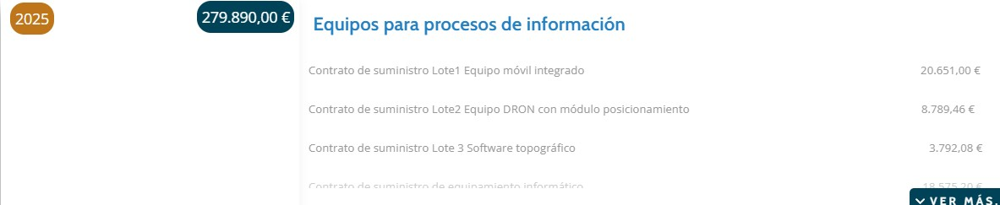 2025
279.890,00 €
Equipos para procesos de información
Contrato de suministro Lote1 Equipo móvil integrado 20.651,00 €
Contrato de suministro Lote2 Equipo DRON con módulo posicionamiento 8.789,46 €
Contrato de suministro Lote 3 Software topográfico 3.792,08 €
Contrato de suministro de equipamiento informático 18.575,20 €
VER MÁS.